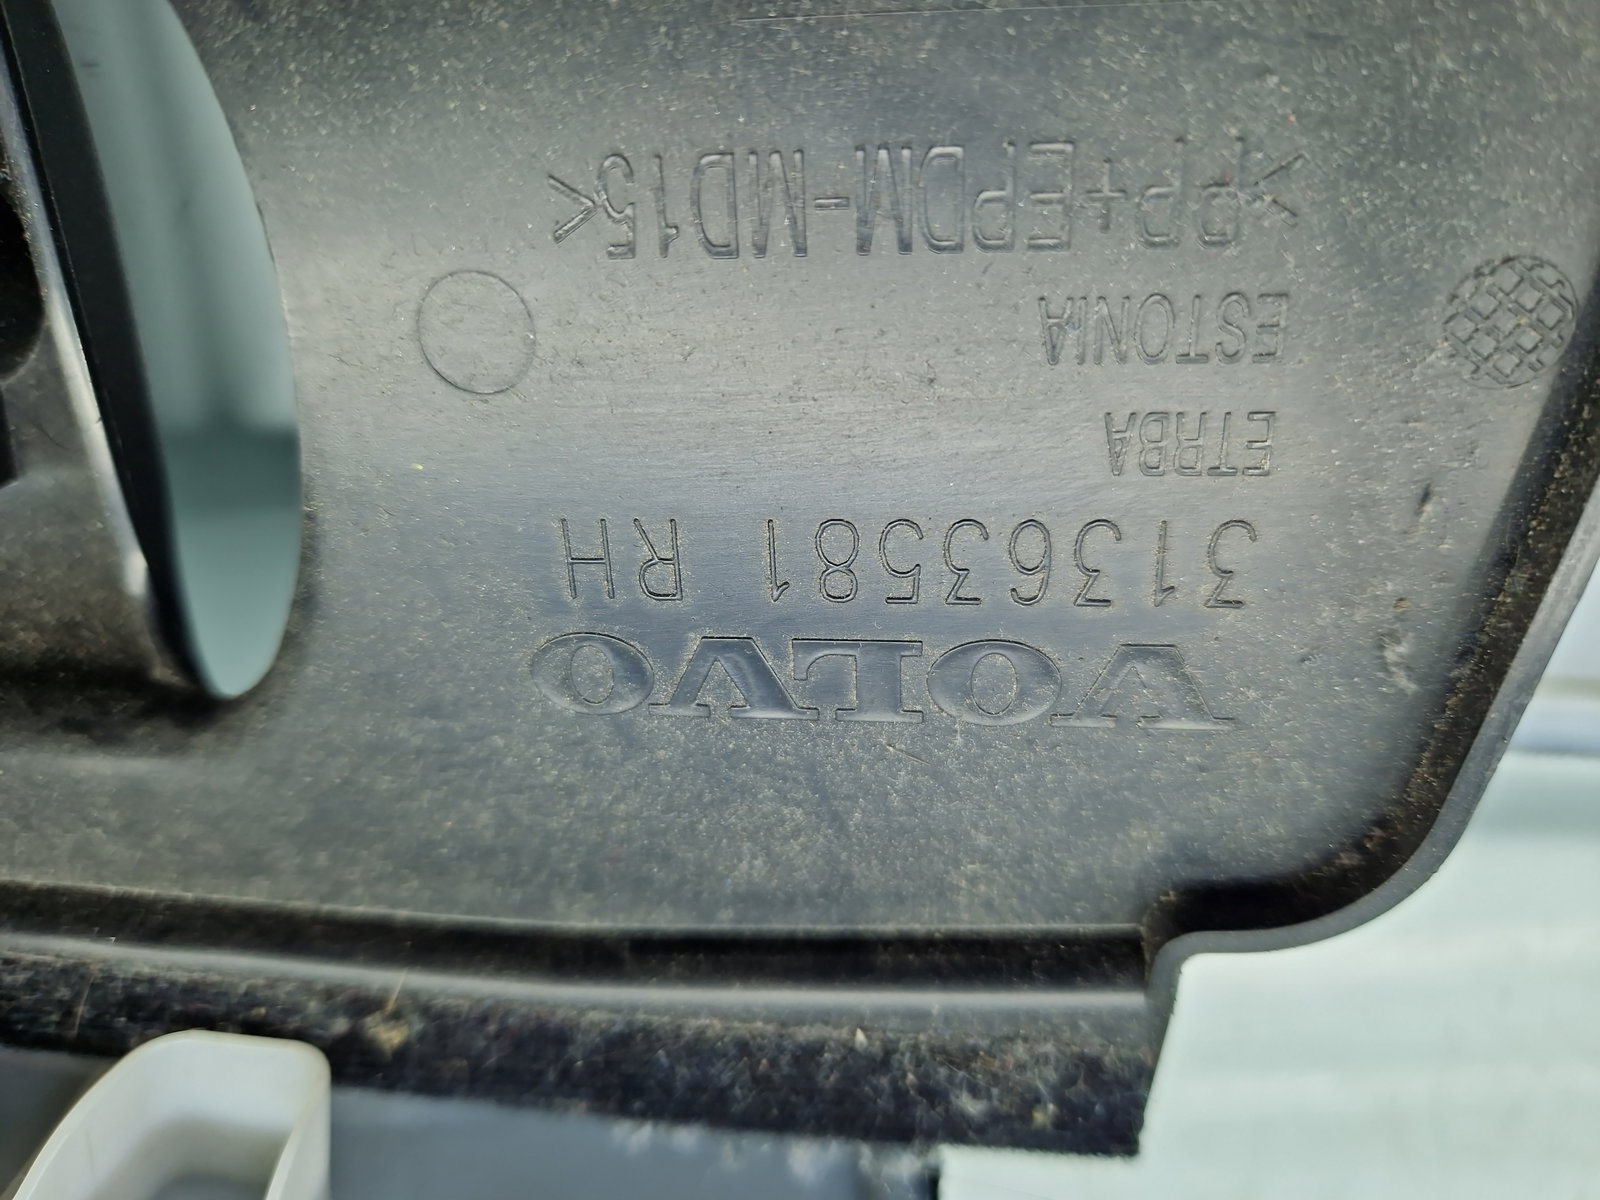 VOLVO
31363581 RH
ETRBA
ESTONIA
>PP+EPDM-MD15<